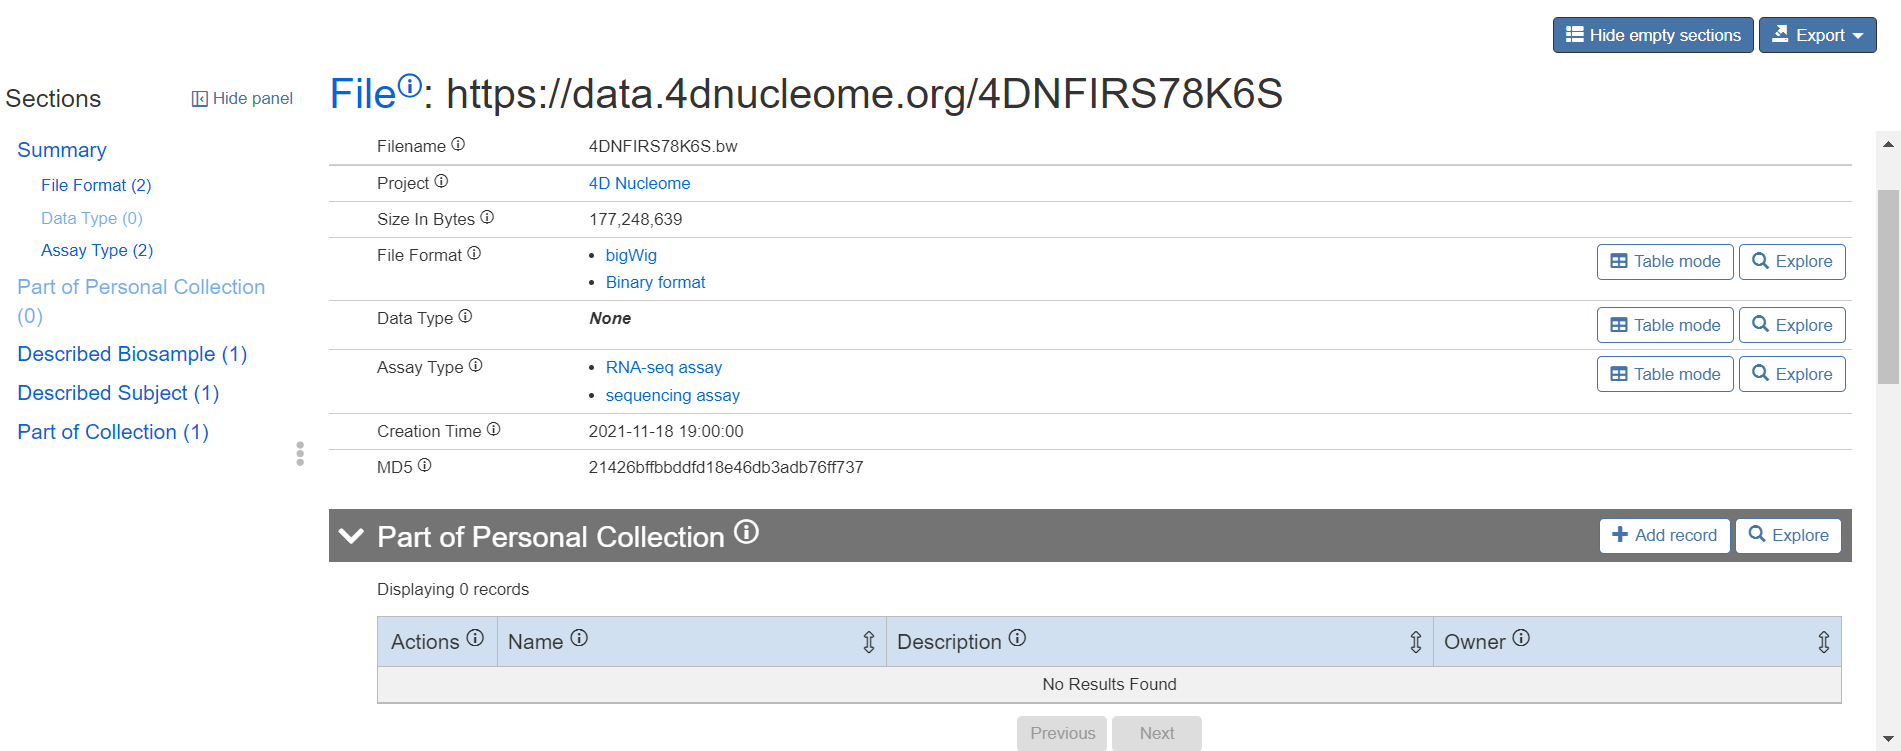 Hide empty sections Export
Sections Hide panel
File: https://data.4dnucleome.org/4DNFIRS78K6S
Summary
File Format (2)
Data Type (0)
Assay Type (2)
Part of Personal Collection
(0)
Described Biosample (1)
Described Subject (1)
Part of Collection (1)
Filename 4DNFIRS78K6S.bw
Project 4D Nucleome
Size In Bytes 177,248,639
File Format • bigWig Table mode Explore
• Binary format
Data Type None Table mode Explore
Assay Type • RNA-seq assay Table mode Explore
• sequencing assay
Creation Time 2021-11-18 19:00:00
MD5 21426bffbbddfd18e46db3adb76ff737
Part of Personal Collection Add record Explore
Displaying 0 records
Actions Name Description Owner
No Results Found
Previous Next